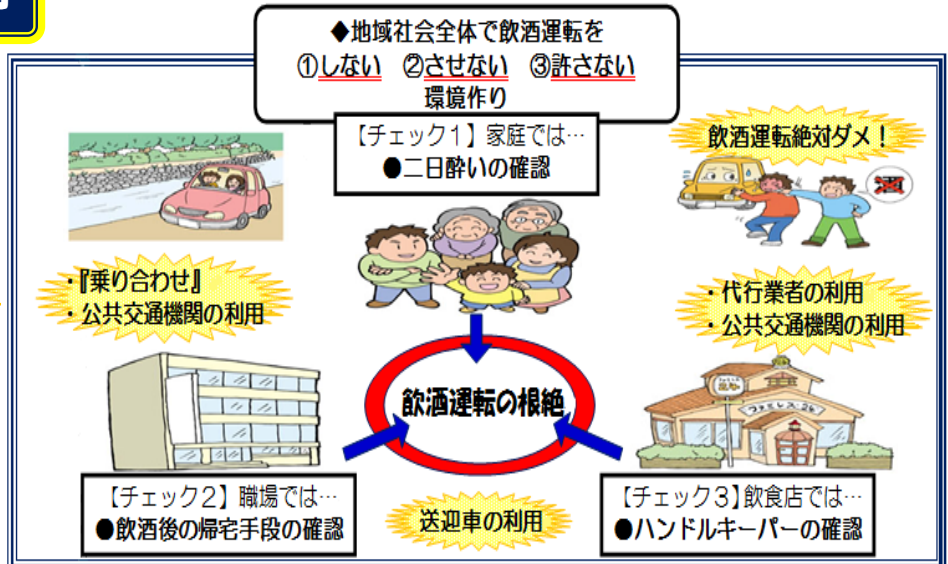 ◆地域社会全体で飲酒運転を
①しない ②させない ③許さない
環境作り
【チェック1】家庭では…
●二日酔いの確認
飲酒運転絶対ダメ!
酒
・『乗り合わせ』
・公共交通機関の利用
・代行業者の利用
・公共交通機関の利用
飲酒運転の根絶
【チェック2】職場では…
●飲酒後の帰宅手段の確認
送迎車の利用
【チェック3】飲食店では…
●ハンドルキーパーの確認